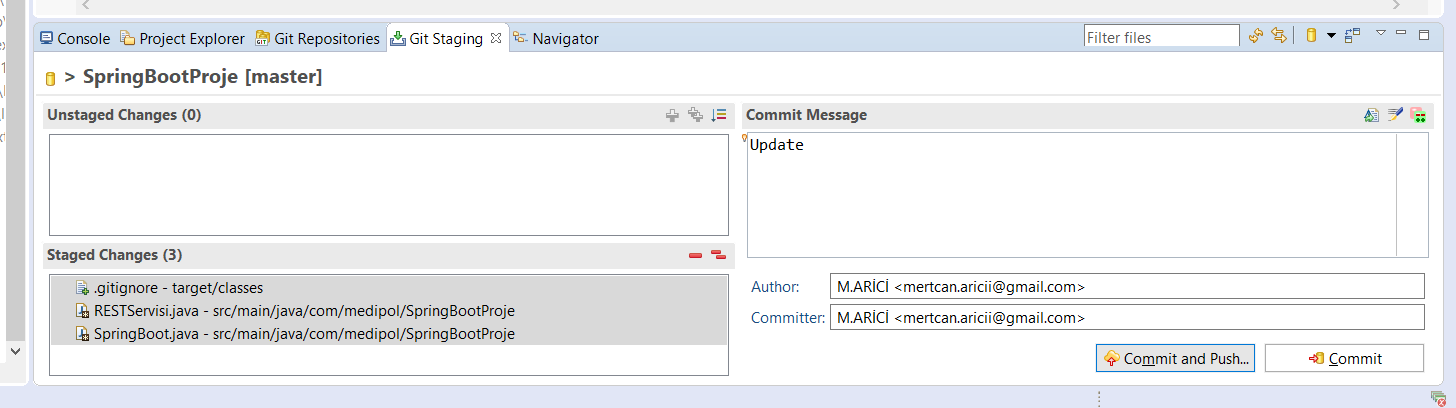 Console Project Explorer Git Repositories Git Staging Navigator Filter files
> SpringBootProje [master]
Unstaged Changes (0)
Staged Changes (3)
.gitignore - target/classes
RESTServisi.java - src/main/java/com/medipol/SpringBootProje
SpringBoot.java - src/main/java/com/medipol/SpringBootProje
Commit Message
Update
Author: M.ARİCİ <mertcan.aricii@gmail.com>
Committer: M.ARİCİ <mertcan.aricii@gmail.com>
Commit and Push... Commit